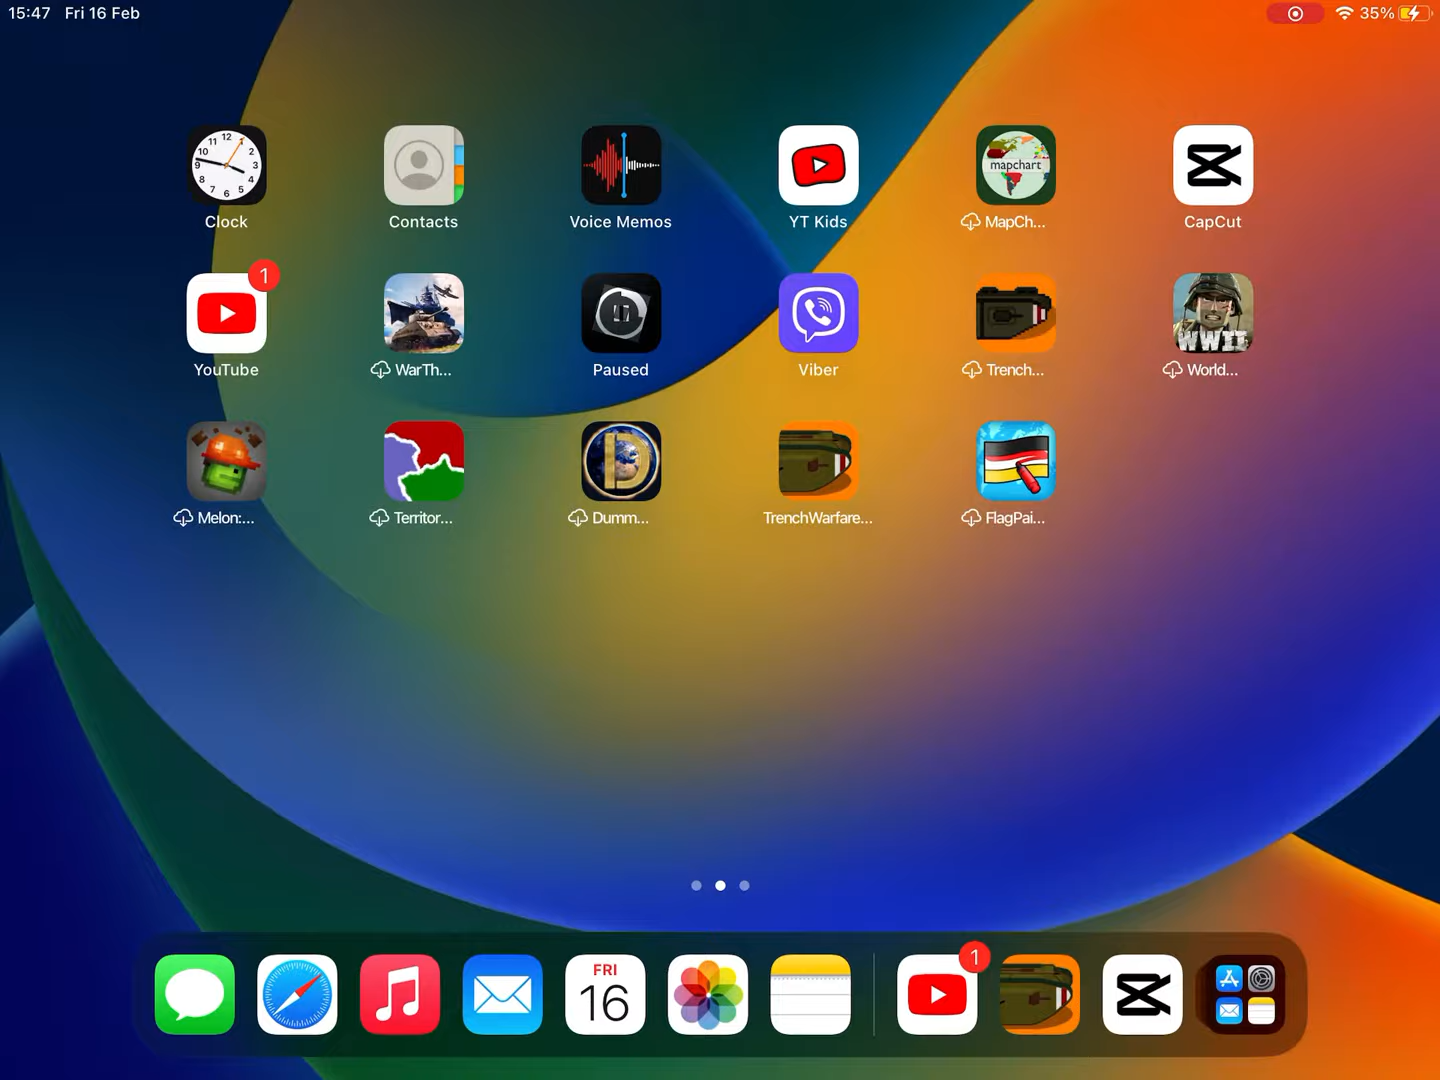 15:47 Fri 16 Feb
35%
12
11 1
10 2
9 3
8 4
7 5
6
mapchart
Clock
Contacts
Voice Memos
YT Kids
MapCh...
CapCut
1
WWII
YouTube
WarTh...
Paused
Viber
Trench...
World...
D
Melon:...
Territor...
Dumm...
TrenchWarfare...
FlagPai...
FRI
16
1